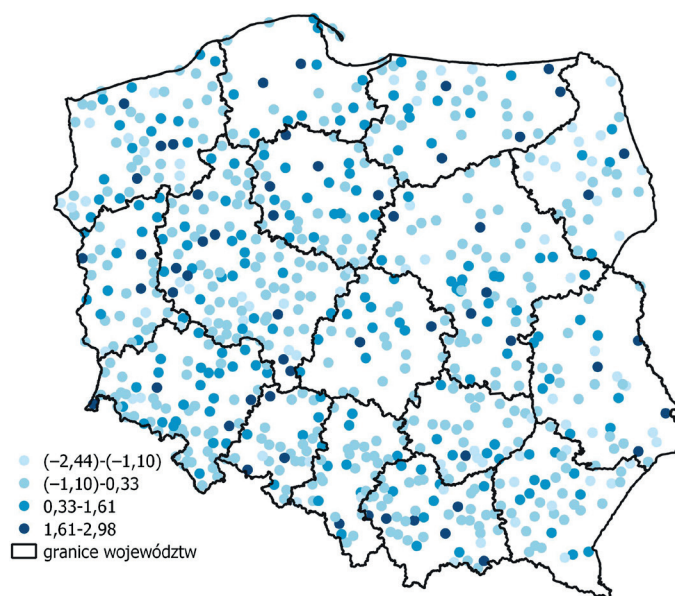 (−2,44)-(−1,10)
(−1,10)-0,33
0,33-1,61
1,61-2,98
granice województw